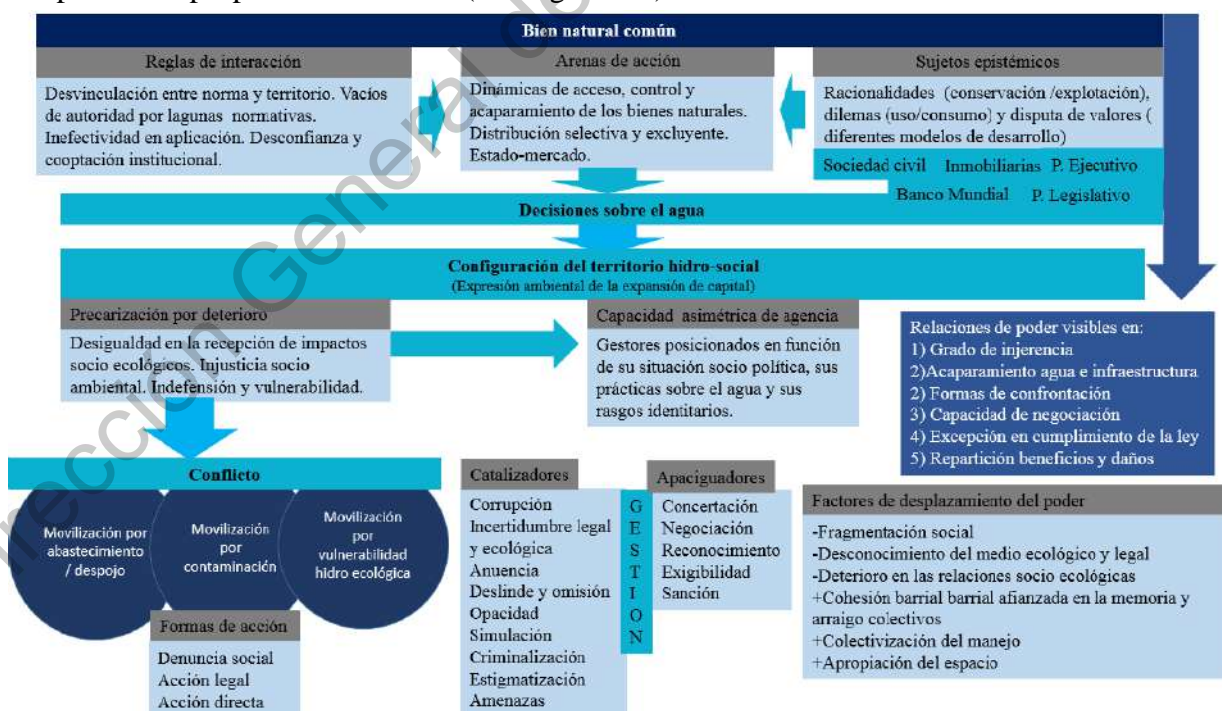 Bien natural común
Reglas de interacción
Desvinculación entre norma y territorio. Vacíos
de autoridad por lagunas normativas.
Inefectividad en aplicación. Desconfianza y
cooptación institucional.
Arenas de acción
Dinámicas de acceso, control y
acaparamiento de los bienes naturales.
Distribución selectiva y excluyente.
Estado-mercado.
Sujetos epistémicos
Racionalidades (conservación /explotación),
dilemas (uso/consumo) y disputa de valores (
diferentes modelos de desarrollo)
Sociedad civil Inmobiliarias P. Ejecutivo
Banco Mundial P. Legislativo
Decisiones sobre el agua
Configuración del territorio hidro-social
(Expresión ambiental de la expansión de capital)
Precarización por deterioro
Desigualdad en la recepción de impactos
socio ecológicos. Injusticia socio
ambiental. Indefensión y vulnerabilidad.
Capacidad asimétrica de agencia
Gestores posicionados en función
de su situación socio política, sus
prácticas sobre el agua y sus
rasgos identitarios.
Relaciones de poder visibles en:
1) Grado de injerencia
2)Acaparamiento agua e infraestructura
2) Formas de confrontación
3) Capacidad de negociación
4) Excepción en cumplimiento de la ley
5) Repartición beneficios y daños
Conflicto
Movilización por
abastecimiento
/ despojo
Movilización
por
contaminación
Movilización
por
vulnerabilidad
hidro ecológica
Formas de acción
Denuncia social
Acción legal
Acción directa
Catalizadores
Corrupción
Incertidumbre legal
y ecológica
Anuencia
Deslinde y omisión
Opacidad
Simulación
Criminalización
Estigmatización
Amenazas
G
E
S
T
I
O
N
Apaciguadores
Concertación
Negociación
Reconocimiento
Exigibilidad
Sanción
Factores de desplazamiento del poder
-Fragmentación social
-Desconocimiento del medio ecológico y legal
-Deterioro en las relaciones socio ecológicas
+Cohesión barrial barrial afianzada en la memoria y
arraigo colectivos
+Colectivización del manejo
+Apropiación del espacio
General